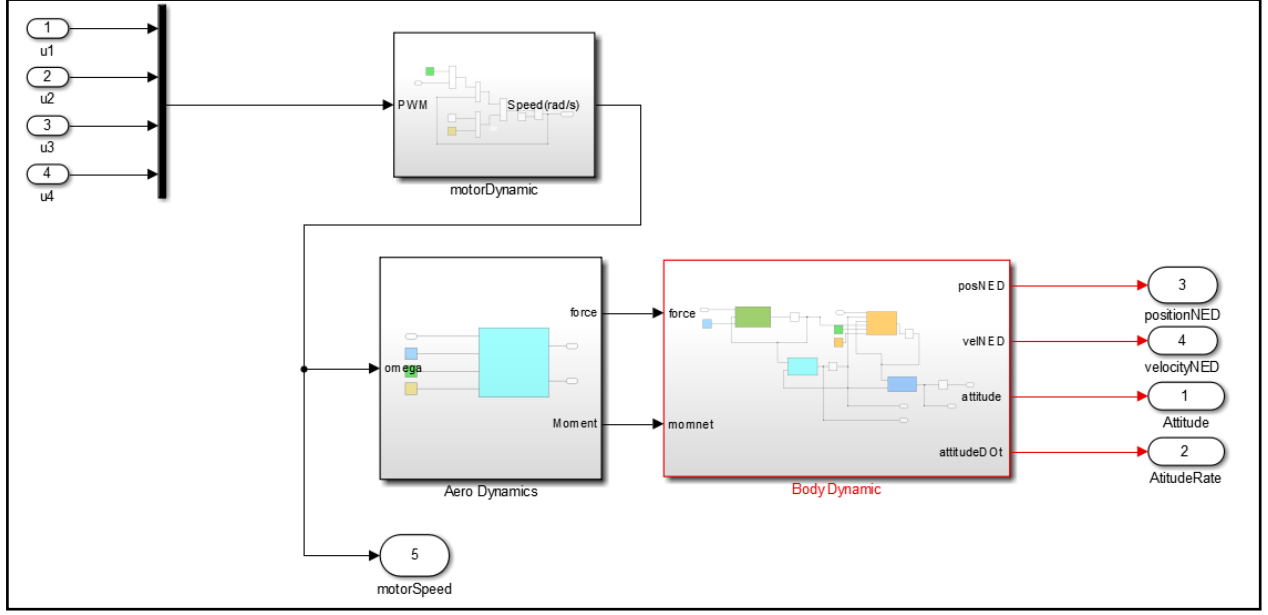 1
u1
2
u2
3
u3
4
u4
PWM
Speed(rad/s)
motorDynamic
omega
force
Moment
Aero Dynamics
force
momnet
posNED
velNED
attitude
attitudeDOt
Body Dynamic
3
positionNED
4
velocityNED
1
Attitude
2
AtitudeRate
5
motorSpeed